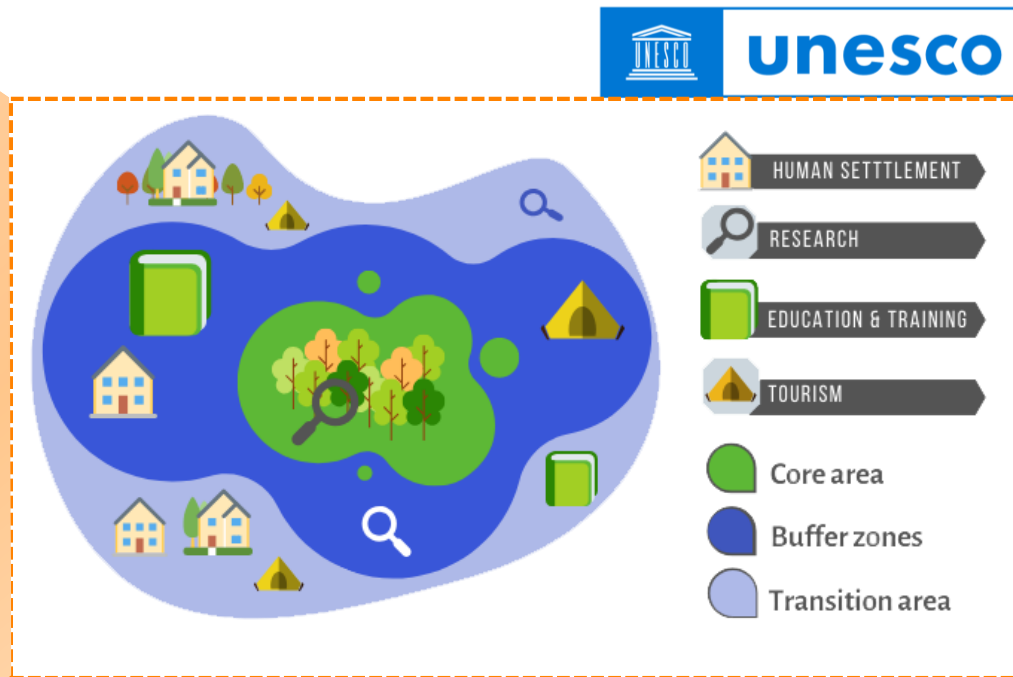 UNESCO
unesco
HUMAN SETTTLEMENT
RESEARCH
EDUCATION & TRAINING
TOURISM
Core area
Buffer zones
Transition area